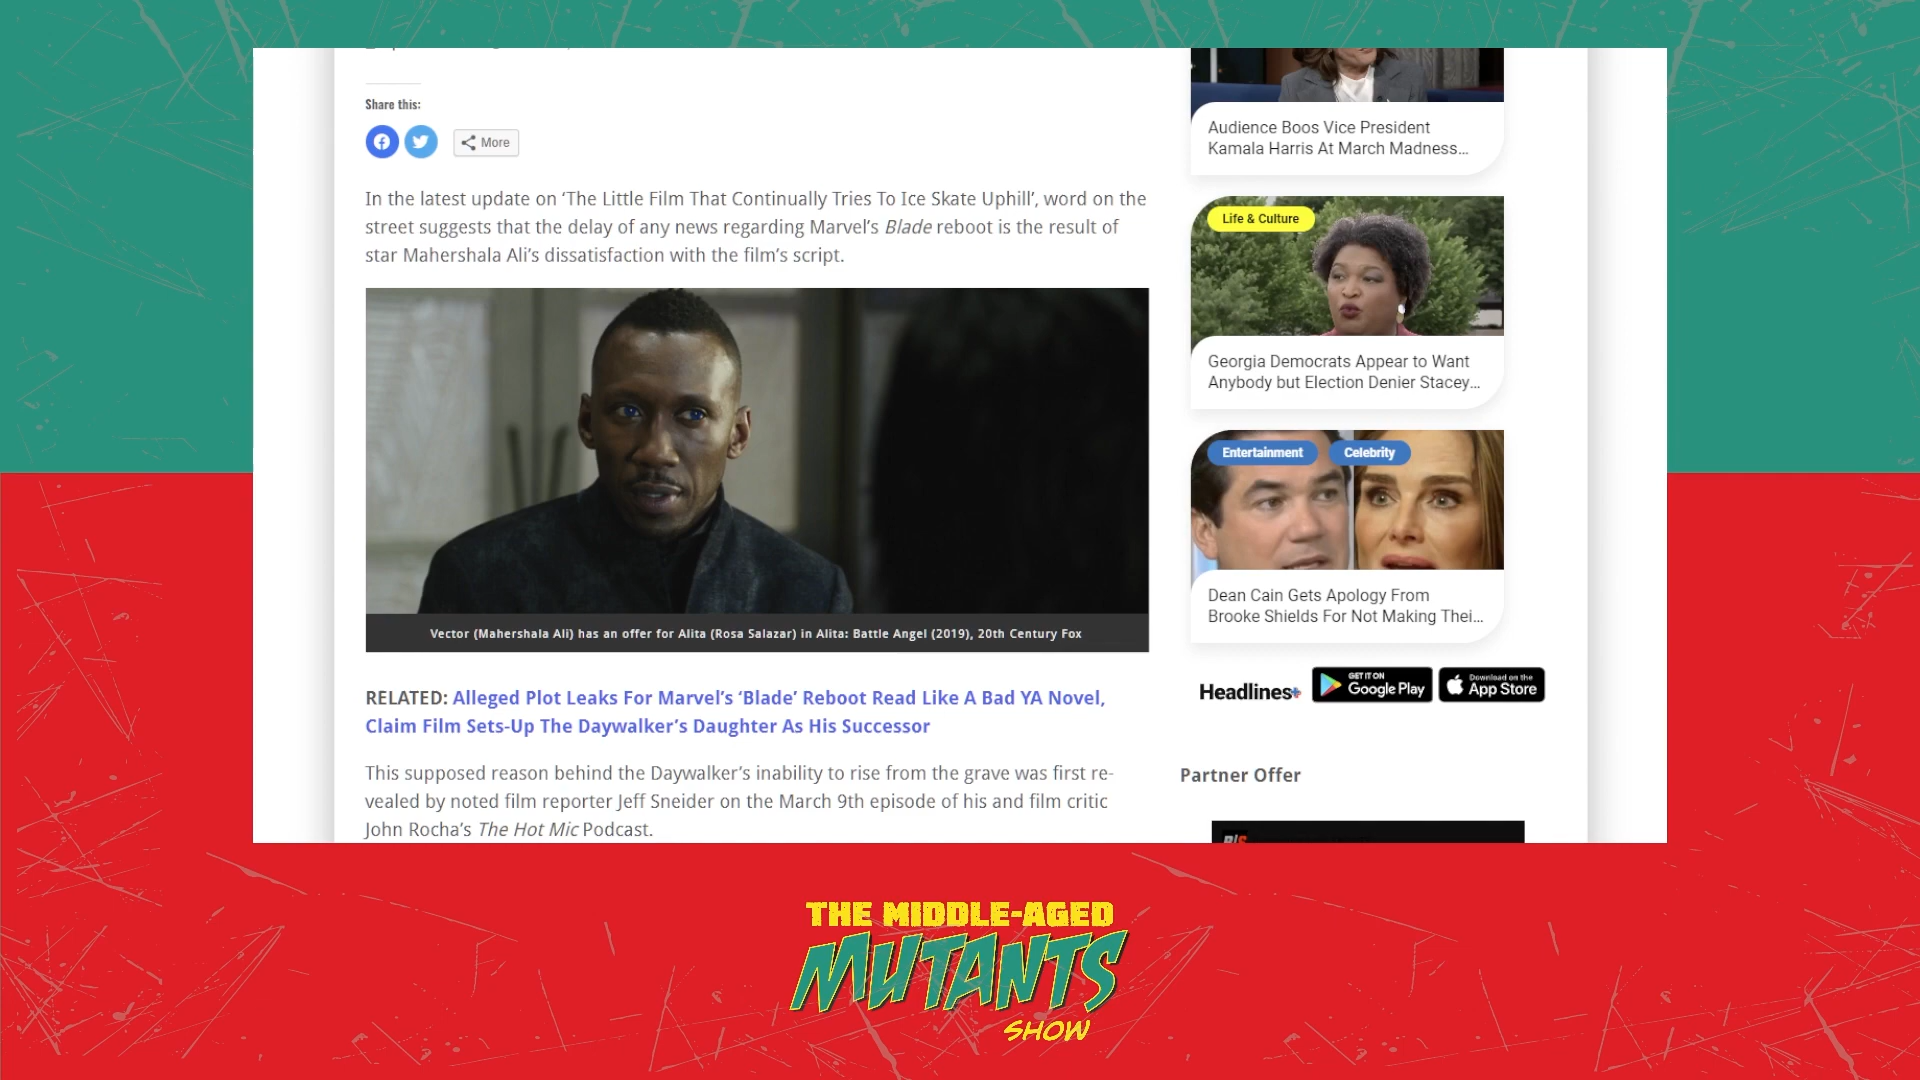 Share this:
More
In the latest update on ‘The Little Film That Continually Tries To Ice Skate Uphill’, word on the
street suggests that the delay of any news regarding Marvel’s Blade reboot is the result of
star Mahershala Ali’s dissatisfaction with the film’s script.
Vector (Mahershala Ali) has an offer for Alita (Rosa Salazar) in Alita: Battle Angel (2019), 20th Century Fox
RELATED: Alleged Plot Leaks For Marvel’s ‘Blade’ Reboot Read Like A Bad YA Novel,
Claim Film Sets-Up The Daywalker’s Daughter As His Successor
This supposed reason behind the Daywalker’s inability to rise from the grave was first re-
vealed by noted film reporter Jeff Sneider on the March 9th episode of his and film critic
John Rocha’s The Hot Mic Podcast.
Audience Boos Vice President
Kamala Harris At March Madness...
Life & Culture
Georgia Democrats Appear to Want
Anybody but Election Denier Stacey...
Entertainment
Celebrity
Dean Cain Gets Apology From
Brooke Shields For Not Making Thei...
Headlines+
GET IT ON
Google Play
Download on the
App Store
Partner Offer
THE MIDDLE-AGED
MUTANTS
SHOW